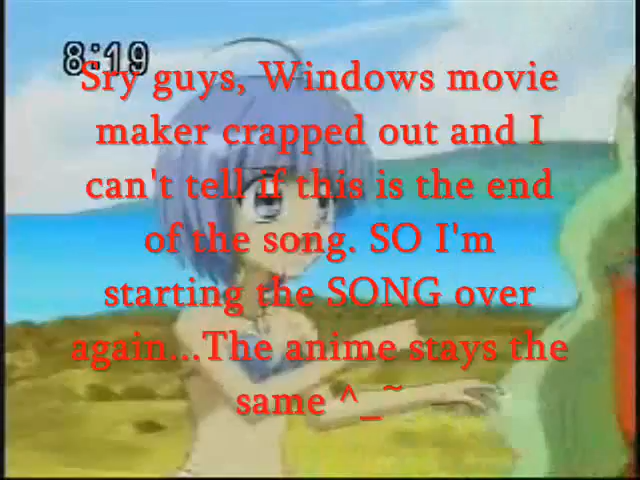 8:19
Sry guys, Windows movie
maker crapped out and I
can't tell if this is the end
of the song. SO I'm
starting the SONG over
again...The anime stays the
same ^_~